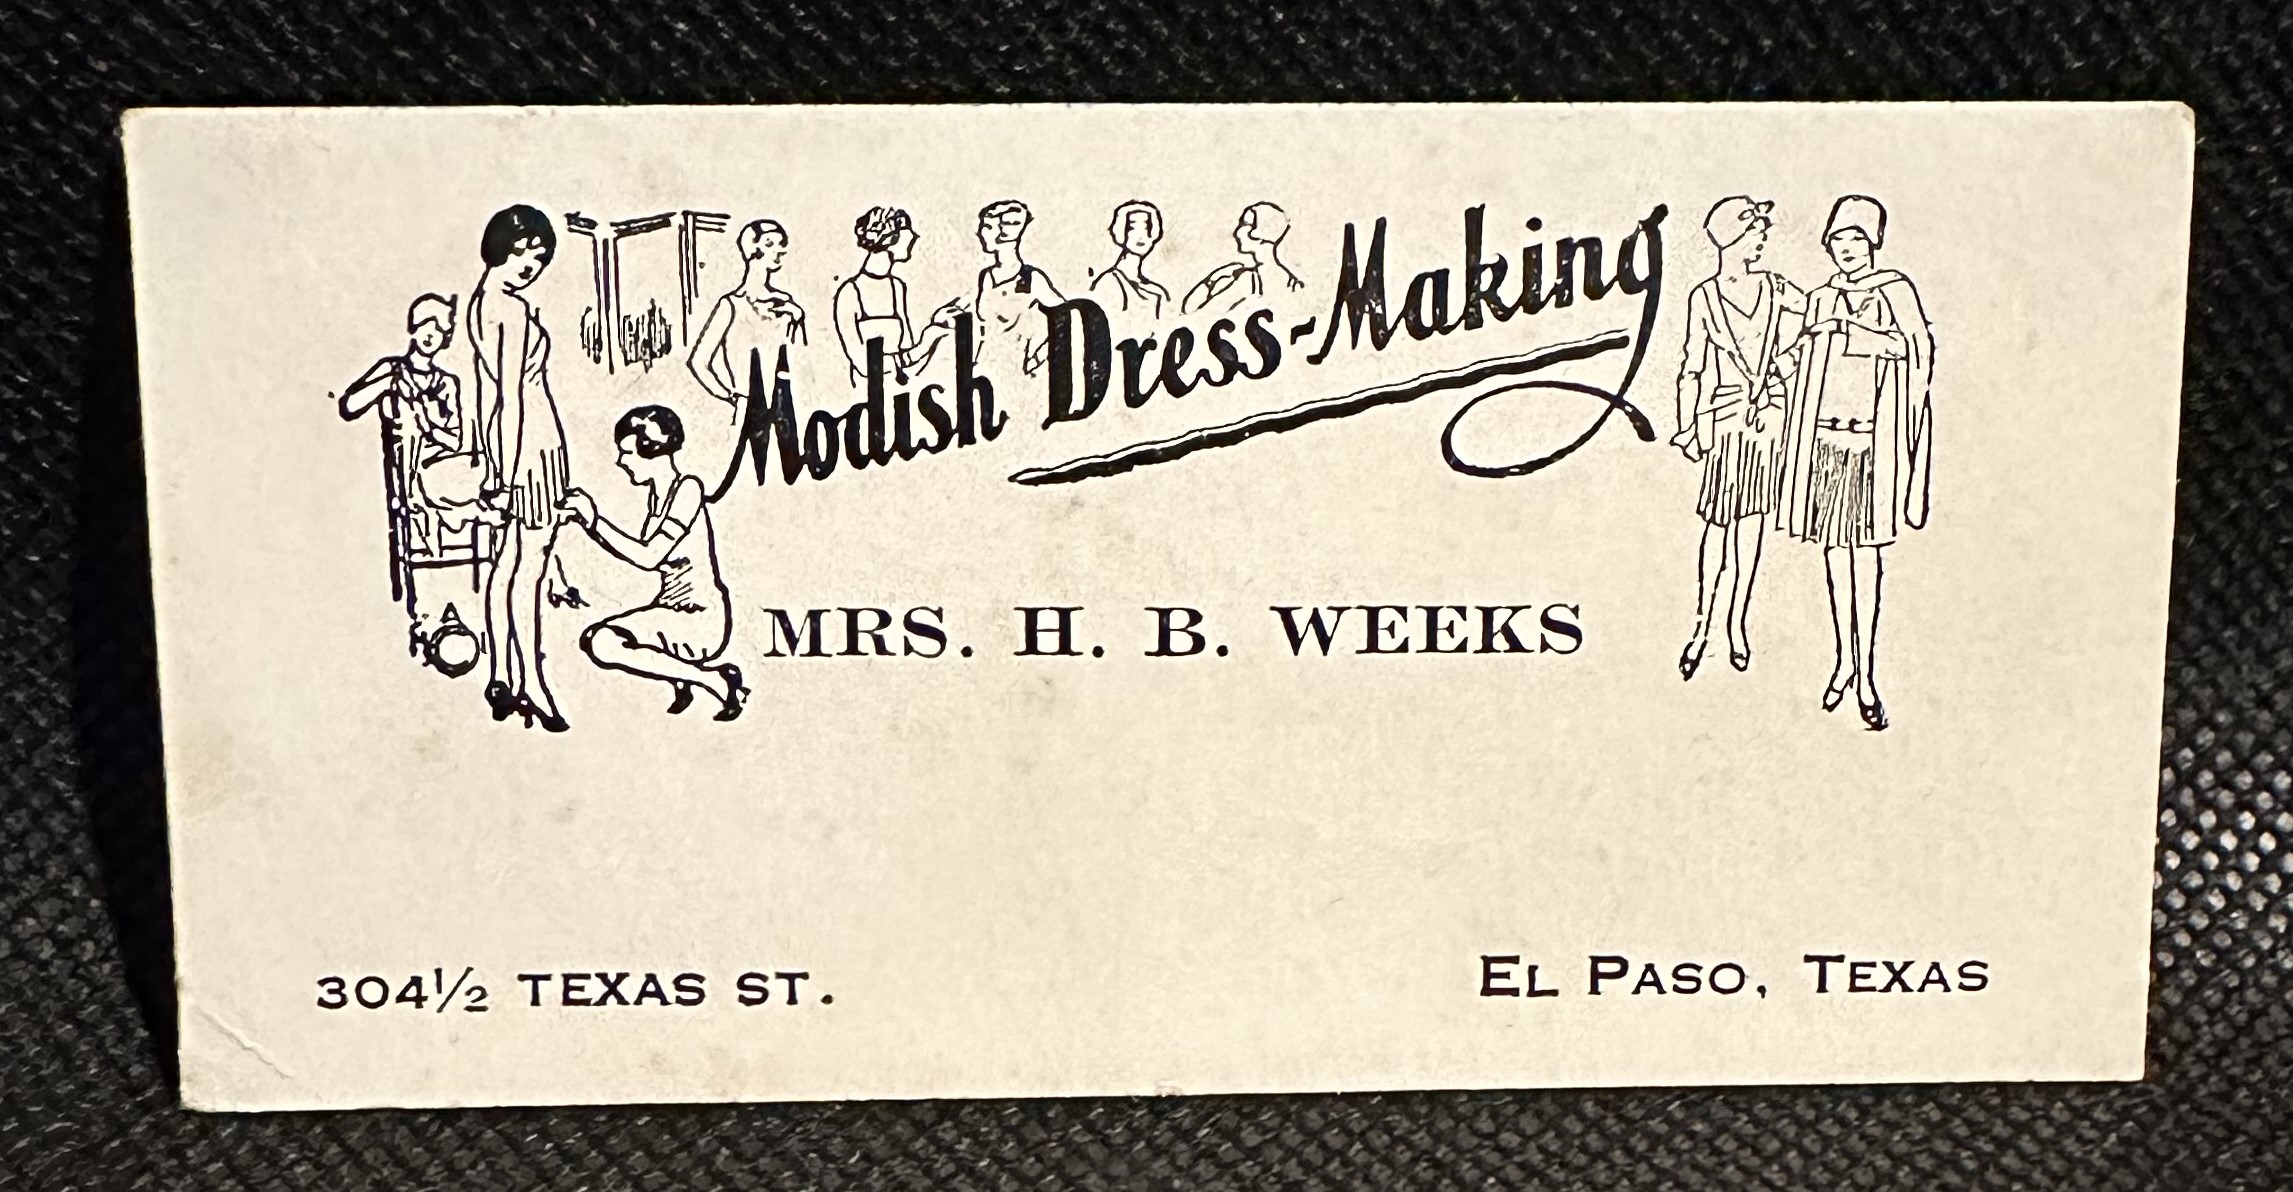 Modish Dress-Making
MRS. H. B. WEEKS
304½ TEXAS ST.
EL PASO, TEXAS